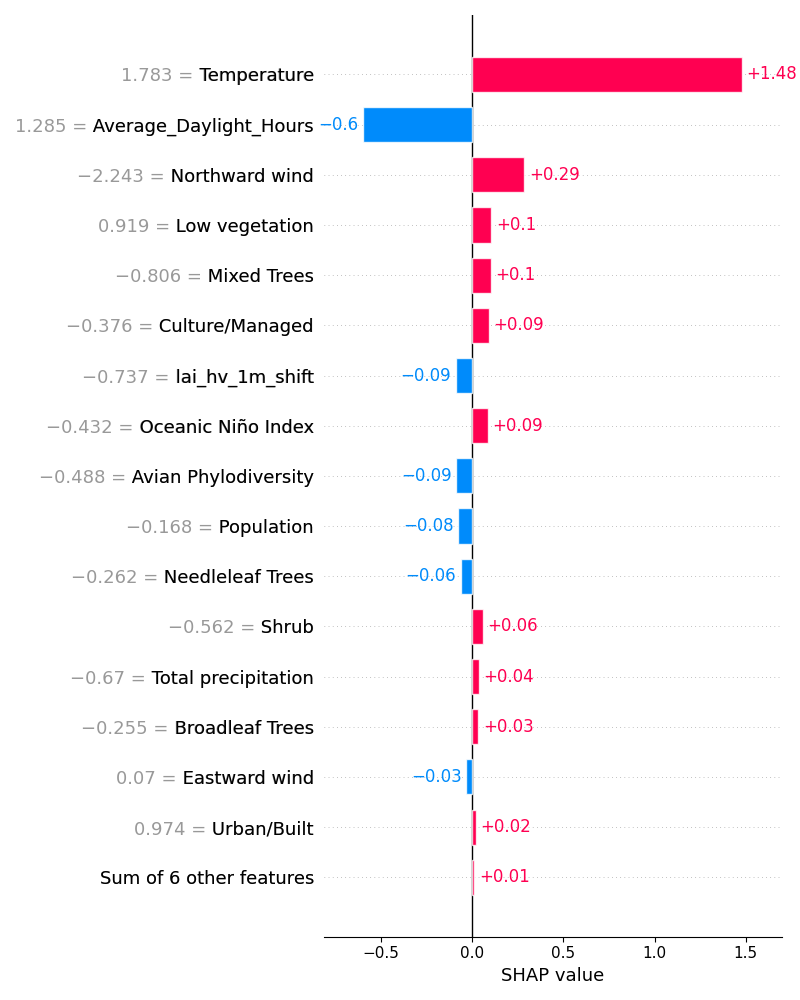 1.783 = Temperature +1.48
1.285 = Average_Daylight_Hours −0.6
−2.243 = Northward wind +0.29
0.919 = Low vegetation +0.1
−0.806 = Mixed Trees +0.1
−0.376 = Culture/Managed +0.09
−0.737 = lai_hv_1m_shift −0.09
−0.432 = Oceanic Niño Index +0.09
−0.488 = Avian Phylodiversity −0.09
−0.168 = Population −0.08
−0.262 = Needleleaf Trees −0.06
−0.562 = Shrub +0.06
−0.67 = Total precipitation +0.04
−0.255 = Broadleaf Trees +0.03
0.07 = Eastward wind −0.03
0.974 = Urban/Built +0.02
Sum of 6 other features +0.01
−0.5 0.0 0.5 1.0 1.5
SHAP value